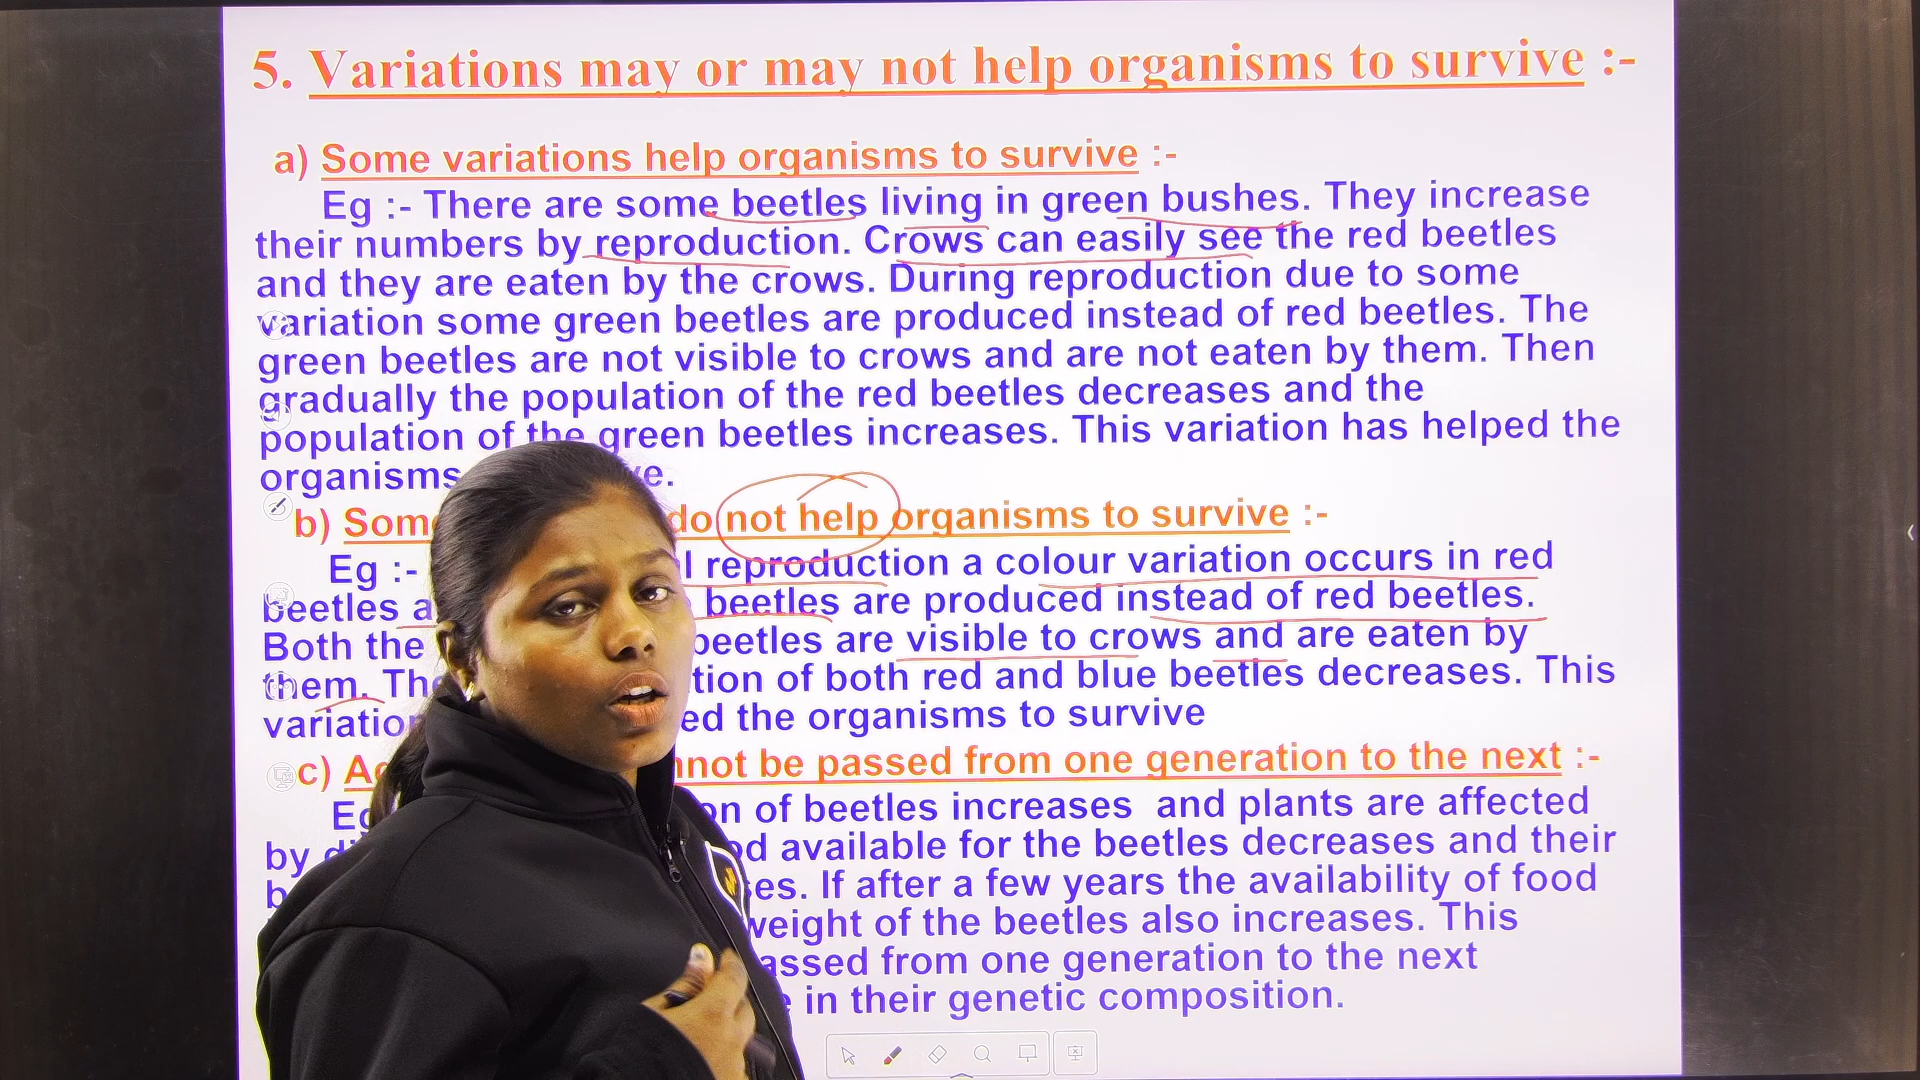 5. Variations may or may not help organisms to survive :-
a) Some variations help organisms to survive :-
Eg :- There are some beetles living in green bushes. They increase
their numbers by reproduction. Crows can easily see the red beetles
and they are eaten by the crows. During reproduction due to some
variation some green beetles are produced instead of red beetles. The
green beetles are not visible to crows and are not eaten by them. Then
gradually the population of the red beetles decreases and the
population of the green beetles increases. This variation has helped the
organisms
b) do not help organisms to survive :-
Eg :- reproduction a colour variation occurs in red
beetles beetles are produced instead of red beetles.
Both the beetles are visible to crows and are eaten by
them. of both red and blue beetles decreases. This
the organisms to survive
c) be passed from one generation to the next :-
of beetles increases and plants are affected
by available for the beetles decreases and their
If after a few years the availability of food
weight of the beetles also increases. This
from one generation to the next
in their genetic composition.